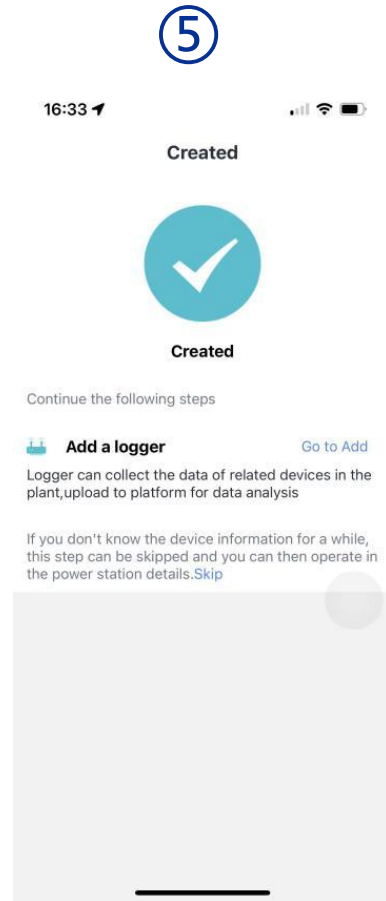 ⑤
16:33
Created
Created
Continue the following steps
Add a logger Go to Add
Logger can collect the data of related devices in the
plant,upload to platform for data analysis
If you don't know the device information for a while,
this step can be skipped and you can then operate in
the power station details.Skip